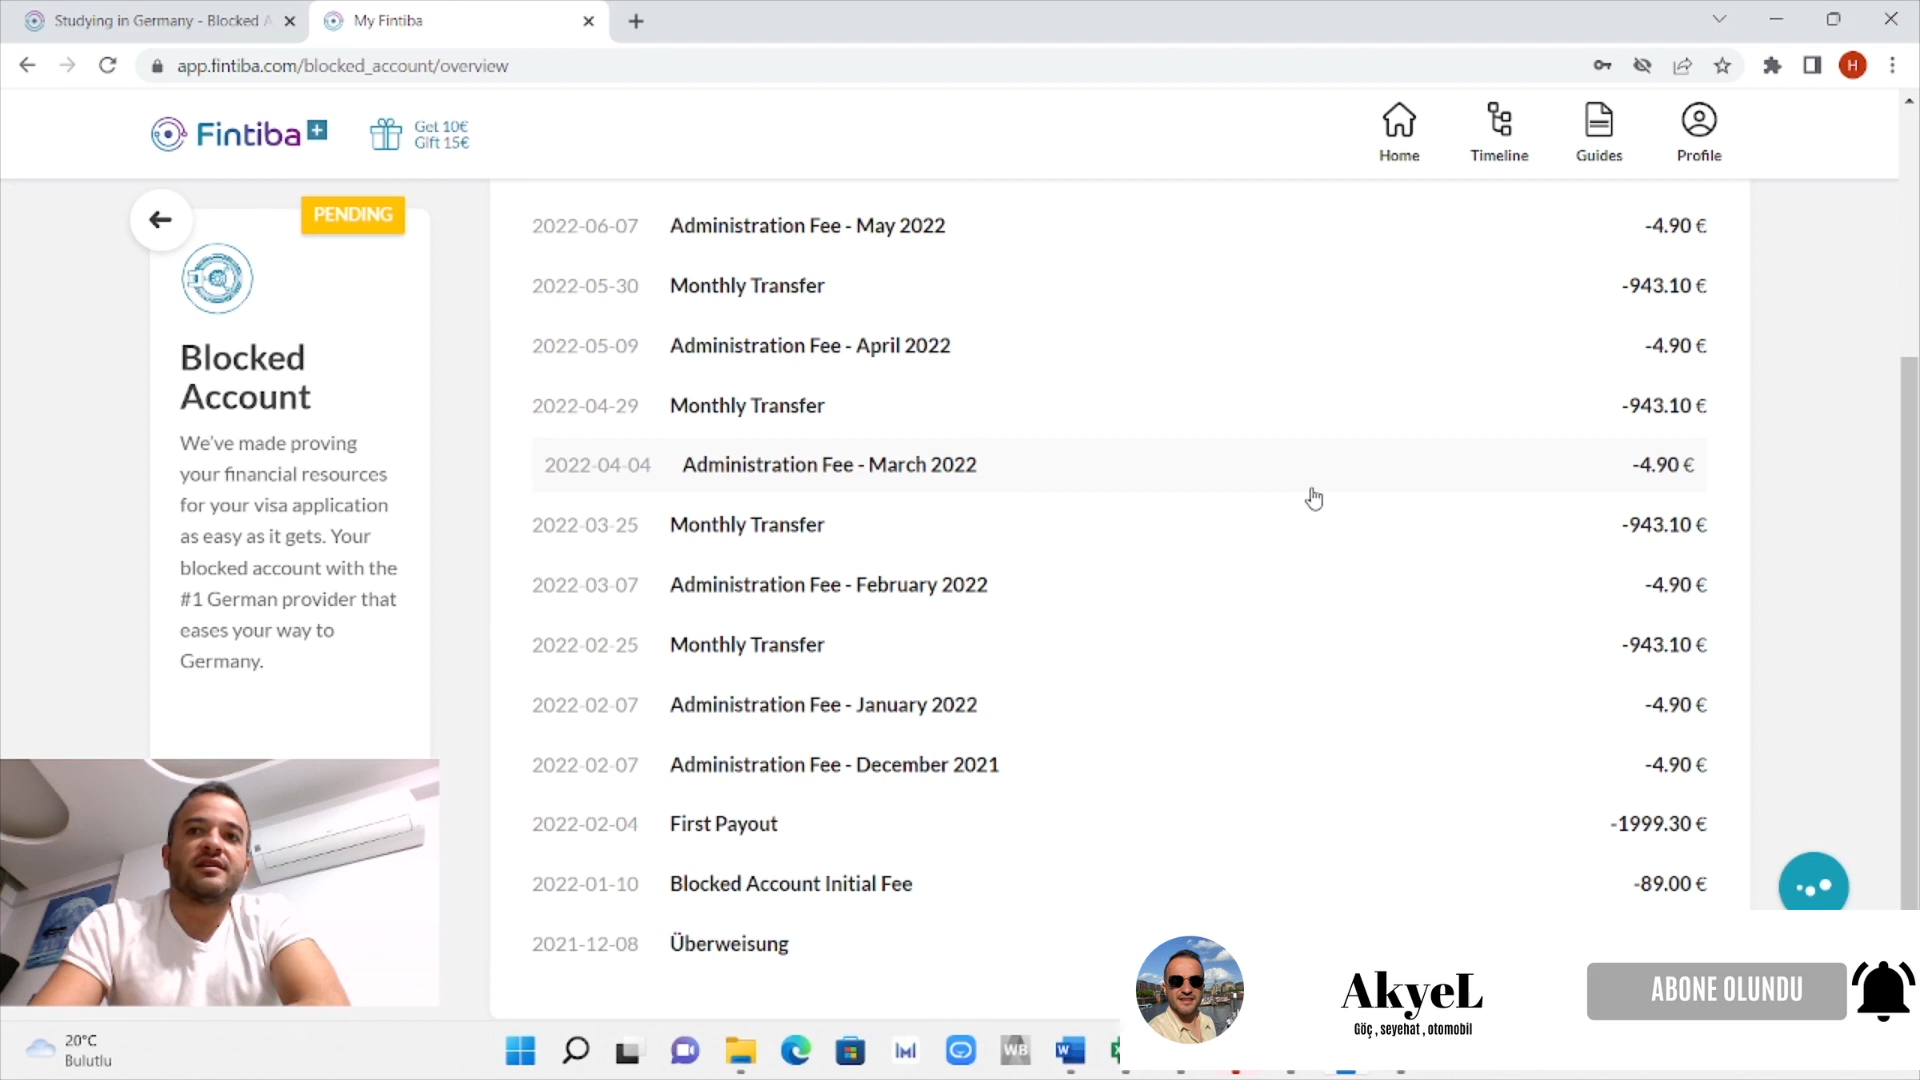 Studying in Germany - Blocked A
My Fintiba
app.fintiba.com/blocked_account/overview
H
Fintiba +
Get 10€
Gift 15€
Home
Timeline
Guides
Profile
PENDING
Blocked
Account
We've made proving
your financial resources
for your visa application
as easy as it gets. Your
blocked account with the
#1 German provider that
eases your way to
Germany.
2022-06-07 Administration Fee - May 2022 -4.90 €
2022-05-30 Monthly Transfer -943.10 €
2022-05-09 Administration Fee - April 2022 -4.90 €
2022-04-29 Monthly Transfer -943.10 €
2022-04-04 Administration Fee - March 2022 -4.90 €
2022-03-25 Monthly Transfer -943.10 €
2022-03-07 Administration Fee - February 2022 -4.90 €
2022-02-25 Monthly Transfer -943.10 €
2022-02-07 Administration Fee - January 2022 -4.90 €
2022-02-07 Administration Fee - December 2021 -4.90 €
2022-02-04 First Payout -1999.30 €
2022-01-10 Blocked Account Initial Fee -89.00 €
2021-12-08 Überweisung
AkyeL
Göç , seyehat , otomobil
ABONE OLUNDU
20°C
Bulutlu
WB
W